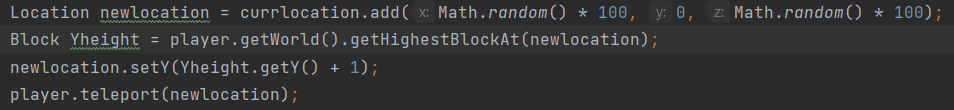 Location newlocation = currlocation.add( x: Math.random() * 100, y: 0, z: Math.random() * 100);
Block Yheight = player.getWorld().getHighestBlockAt(newlocation);
newlocation.setY(Yheight.getY() + 1);
player.teleport(newlocation);